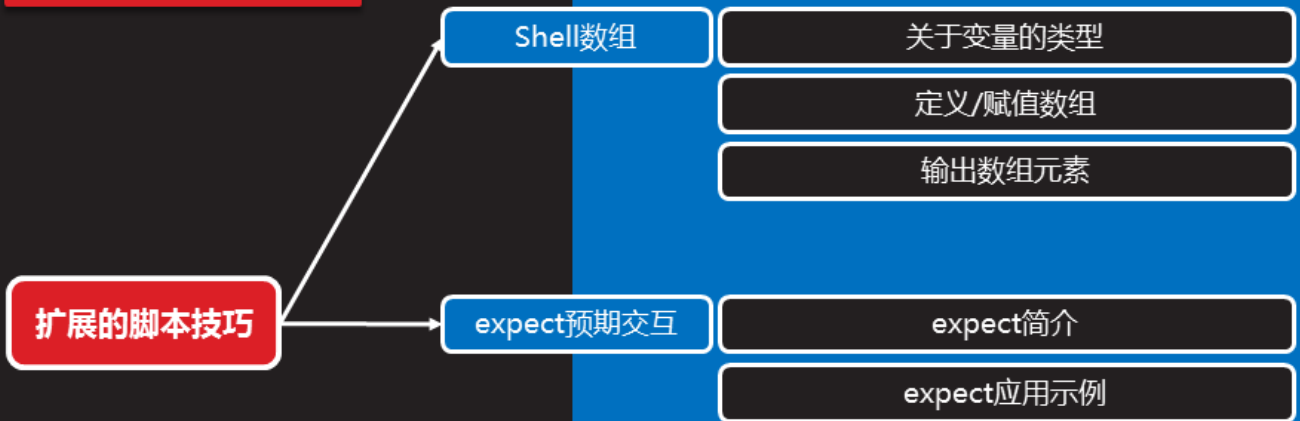 Shell数组
关于变量的类型
定义/赋值数组
输出数组元素
扩展的脚本技巧
expect预期交互
expect简介
expect应用示例